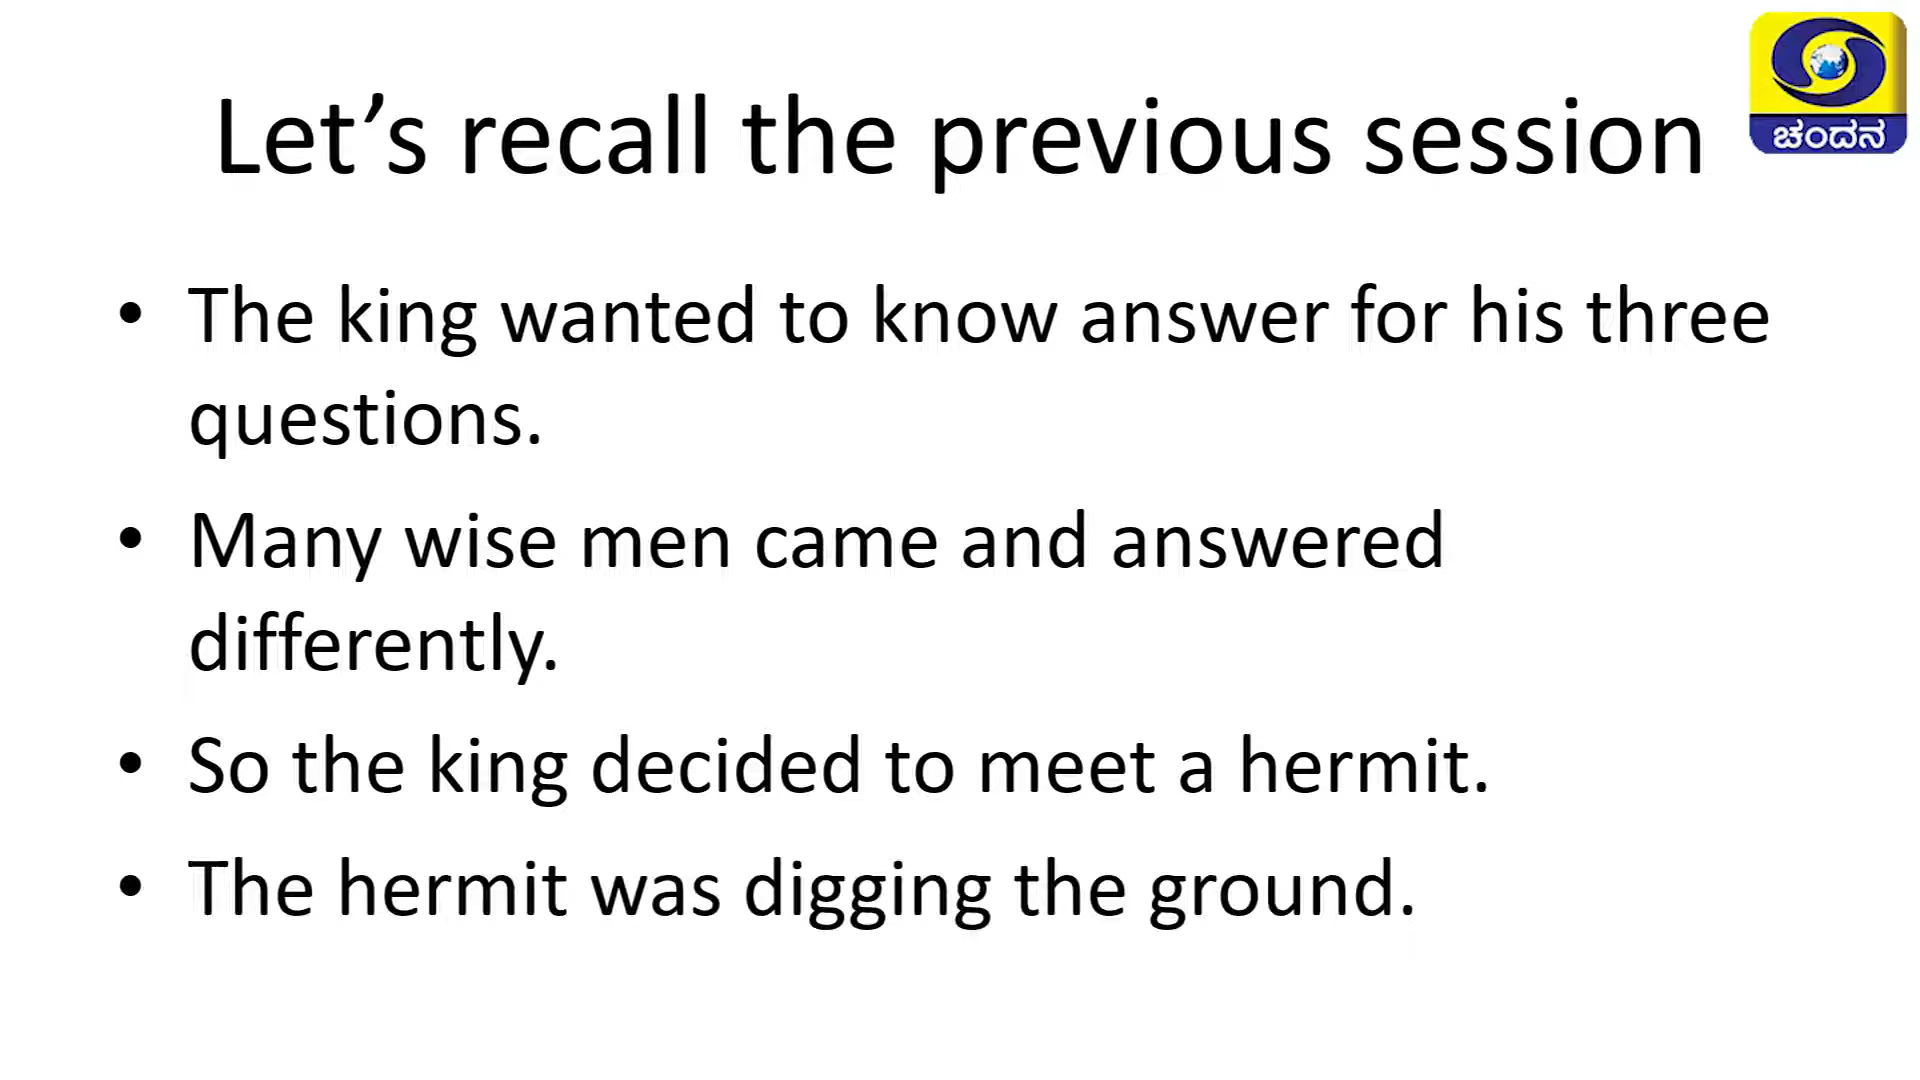 Let’s recall the previous session
ಚಂದನ
• The king wanted to know answer for his three
questions.
• Many wise men came and answered
differently.
• So the king decided to meet a hermit.
• The hermit was digging the ground.